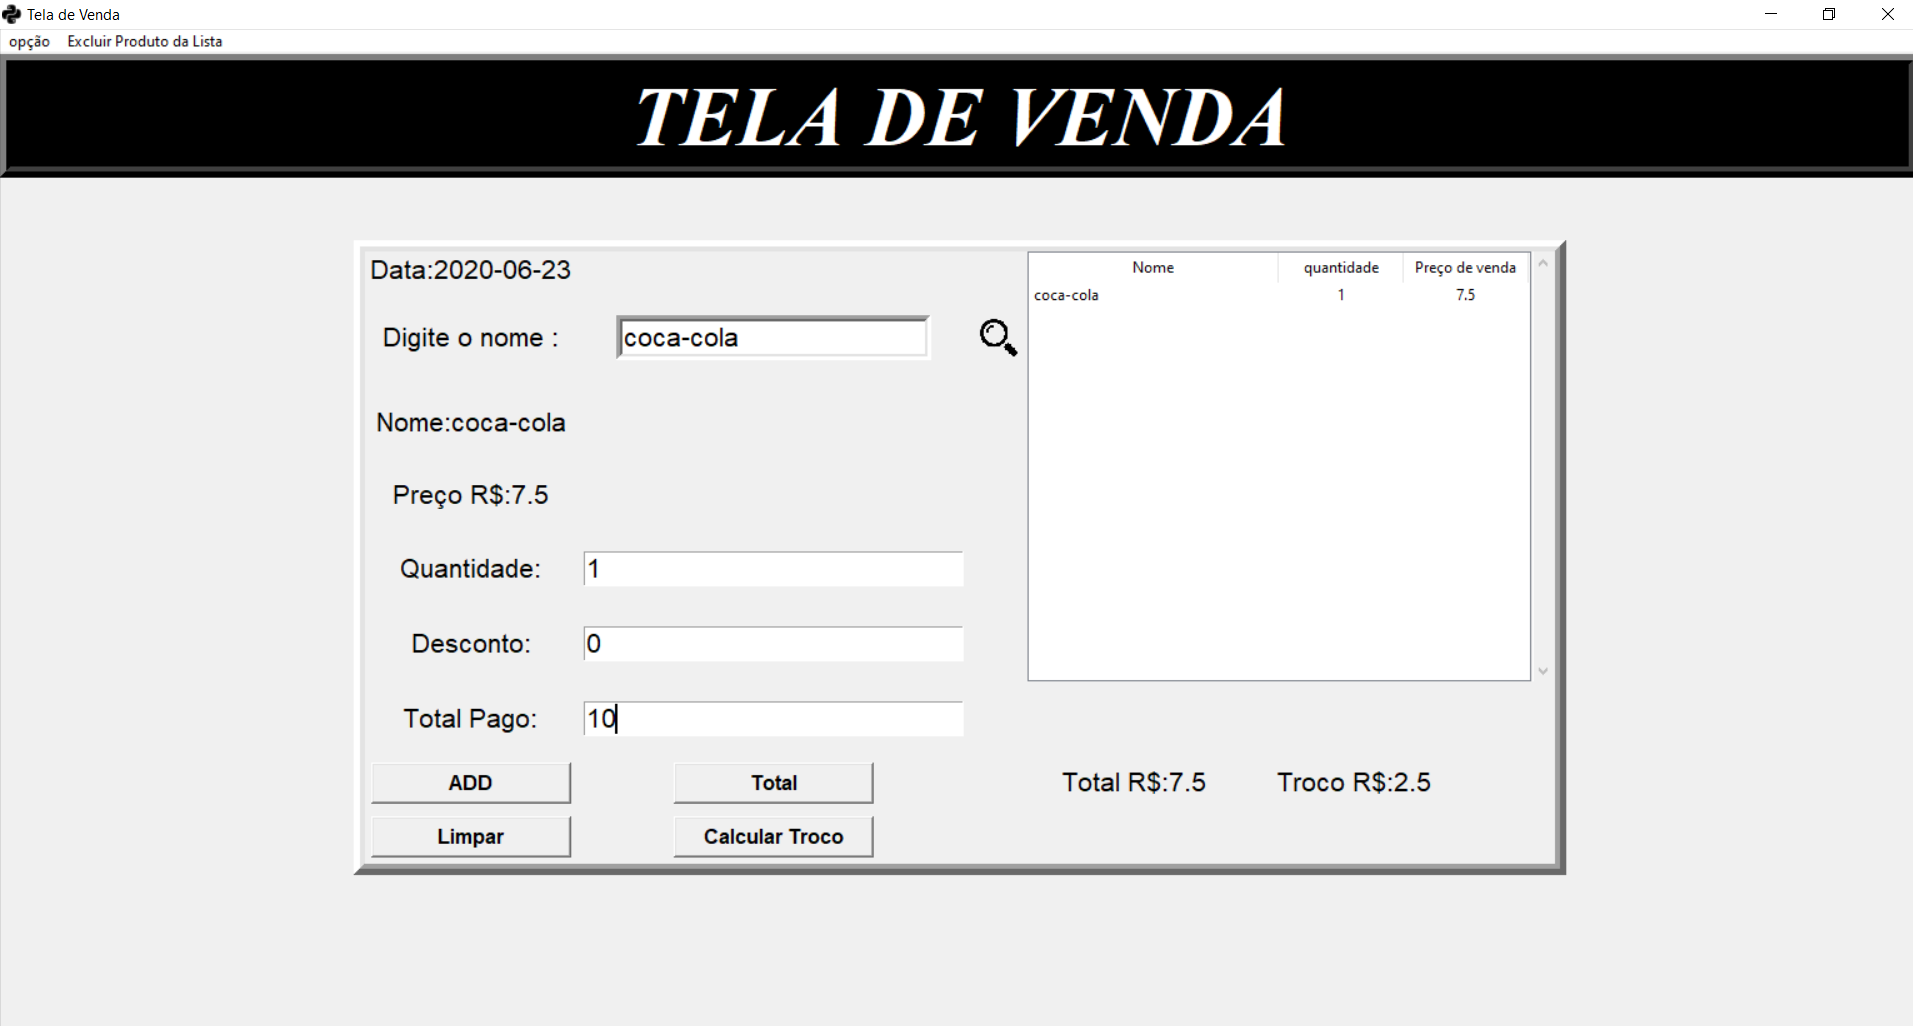 Tela de Venda
opção Excluir Produto da Lista
TELA DE VENDA
Data:2020-06-23
Digite o nome : coca-cola
Nome:coca-cola
Preço R$:7.5
Quantidade: 1
Desconto: 0
Total Pago: 10
ADD Total
Limpar Calcular Troco
Nome quantidade Preço de venda
coca-cola 1 7.5
Total R$:7.5 Troco R$:2.5